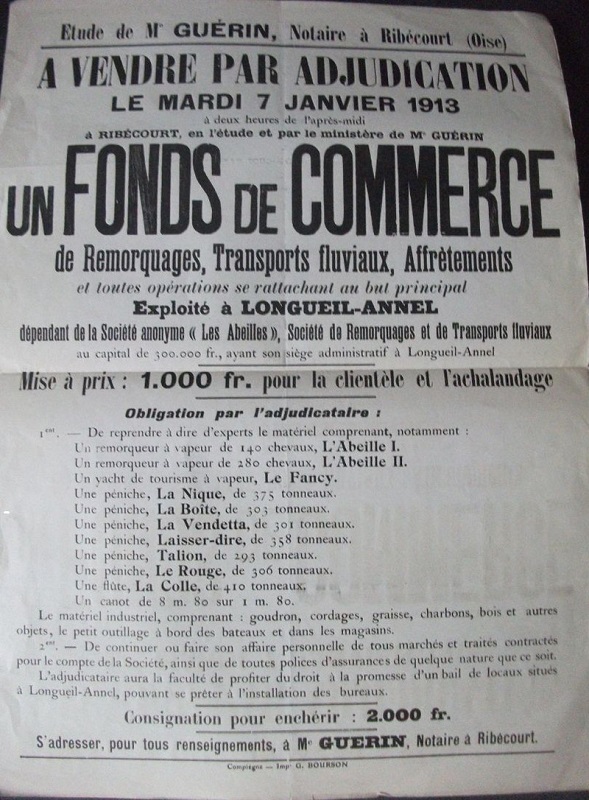 Etude de Me GUÉRIN, Notaire à Ribécourt (Oise)
A VENDRE PAR ADJUDICATION
LE MARDI 7 JANVIER 1913
à deux heures de l'après-midi
à RIBÉCOURT, en l'étude et par le ministère de Me GUÉRIN
UN FONDS DE COMMERCE
de Remorquages, Transports fluviaux, Affrètements
et toutes opérations se rattachant au but principal
Exploité à LONGUEIL-ANNEL
dépendant de la Société anonyme « Les Abeilles », Société de Remorquages et de Transports fluviaux
au capital de 300.000 fr., ayant son siège administratif à Longueil-Annel
Mise à prix : 1.000 fr. pour la clientèle et l'achalandage
Obligation par l'adjudicataire :
1ent. — De reprendre à dire d'experts le matériel comprenant, notamment :
Un remorqueur à vapeur de 140 chevaux, L'Abeille I.
Un remorqueur à vapeur de 280 chevaux, L'Abeille II.
Un yacht de tourisme à vapeur, Le Fancy.
Une péniche, La Nique, de 375 tonneaux.
Une péniche, La Boîte, de 303 tonneaux.
Une péniche, La Vendetta, de 301 tonneaux.
Une péniche, Laisser-dire, de 358 tonneaux.
Une péniche, Talion, de 293 tonneaux.
Une péniche, Le Rouge, de 306 tonneaux.
Une flûte, La Colle, de 410 tonneaux.
Un canot de 8 m. 80 sur 1 m. 80.
Le matériel industriel, comprenant : goudron, cordages, graisse, charbons, bois et autres
objets, le petit outillage à bord des bateaux et dans les magasins.
2ent. — De continuer ou faire son affaire personnelle de tous marchés et traités contractés
pour le compte de la Société, ainsi que de toutes polices d'assurances de quelque nature que ce soit.
L'adjudicataire aura la faculté de profiter du droit à la promesse d'un bail de locaux situés
à Longueil-Annel, pouvant se prêter à l'installation des bureaux.
Consignation pour enchérir : 2.000 fr.
S'adresser, pour tous renseignements, à Me GUERIN, Notaire à Ribécourt.
Compiègne — Impie G. BOURSON